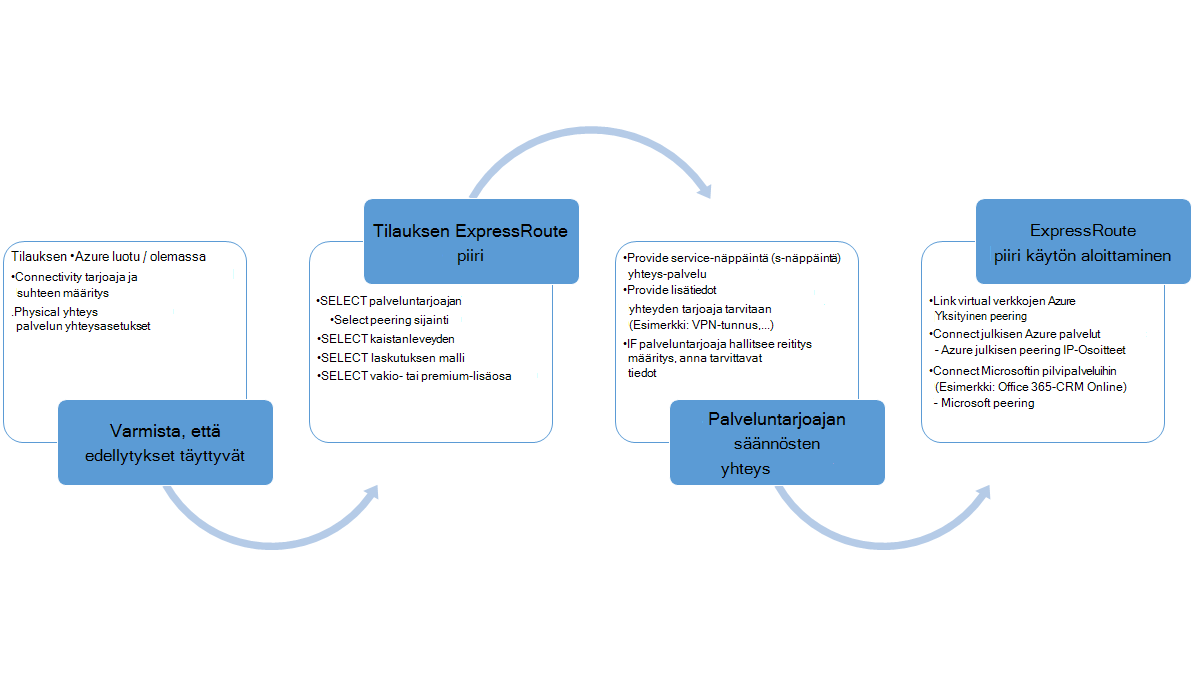 Tilauksen •Azure luotu / olemassa
•Connectivity tarjoaja ja
suhteen määritys
.Physical yhteys
palvelun yhteysasetukset
Varmista, että
edellytykset täyttyvät
Tilauksen ExpressRoute
piiri
•SELECT palveluntarjoajan
•Select peering sijainti
•SELECT kaistanleveyden
•SELECT laskutuksen malli
•SELECT vakio- tai premium-lisäosa
•Provide service-näppäintä (s-näppäintä)
yhteys-palvelu
•Provide lisätiedot
yhteyden tarjoaja tarvitaan
(Esimerkki: VPN-tunnus,...)
•IF palveluntarjoaja hallitsee reititys
määritys, anna tarvittavat
tiedot
Palveluntarjoajan
säännösten
yhteys
ExpressRoute
piiri käytön aloittaminen
•Link virtual verkkojen Azure
Yksityinen peering
•Connect julkisen Azure palvelut
- Azure julkisen peering IP-Osoitteet
•Connect Microsoftin pilvipalveluihin
(Esimerkki: Office 365-CRM Online)
- Microsoft peering